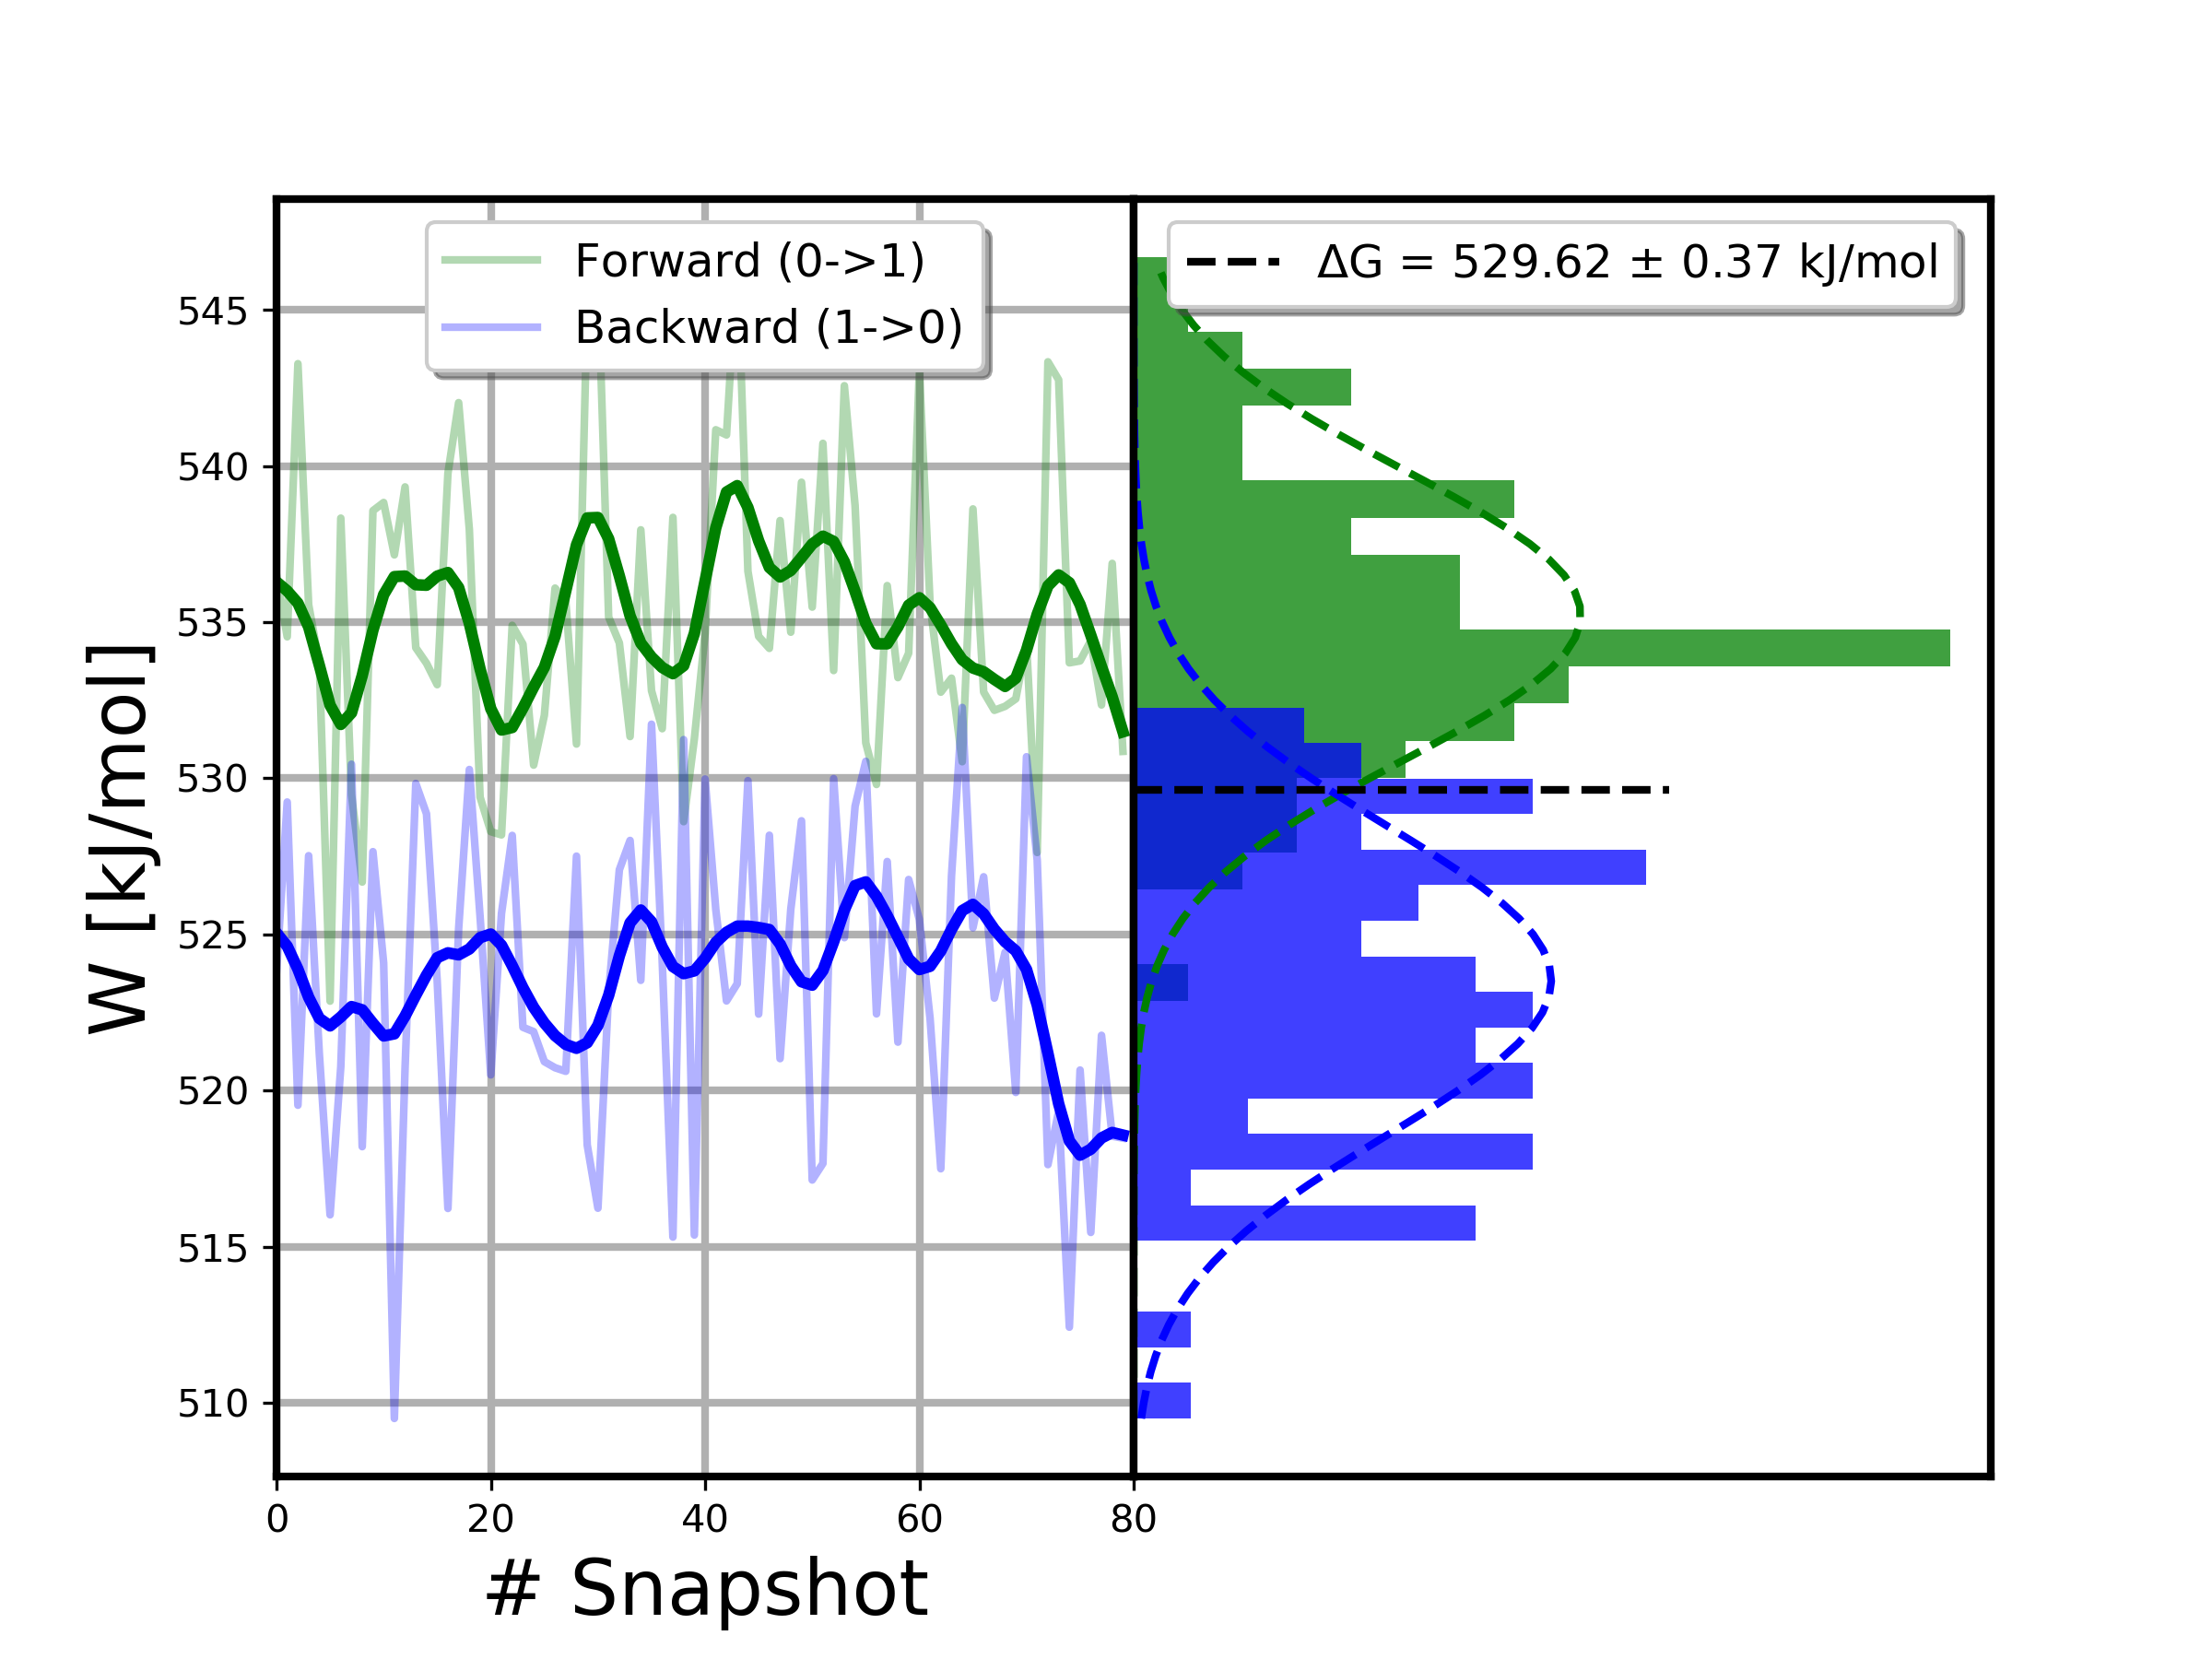 Forward (0->1)
Backward (1->0)
ΔG = 529.62 ± 0.37 kJ/mol
545
540
535
530
525
520
515
510
W [kJ/mol]
0 20 40 60 80
# Snapshot